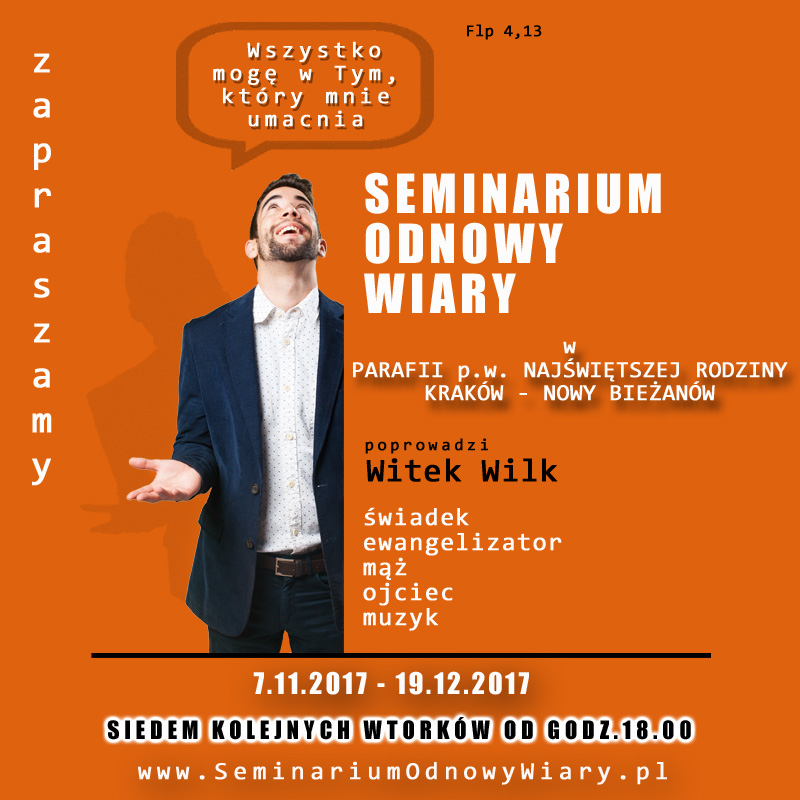 zapraszamy
Flp 4,13
Wszystko
mogę w Tym,
który mnie
umacnia
SEMINARIUM
ODNOWY
WIARY
w
PARAFII p.w. NAJŚWIĘTSZEJ RODZINY
KRAKÓW - NOWY BIEŻANÓW
poprowadzi
Witek Wilk
świadek
ewangelizator
mąż
ojciec
muzyk
7.11.2017 - 19.12.2017
SIEDEM KOLEJNYCH WTORKÓW OD GODZ.18.00
www.SeminariumOdnowyWiary.pl